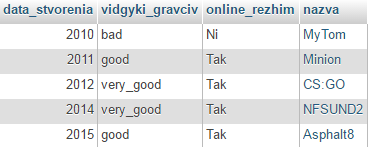 data_stvorenia vidgyki_gravciv online_rezhim nazva
2010 bad Ni MyTom
2011 good Tak Minion
2012 very_good Tak CS:GO
2014 very_good Tak NFSUND2
2015 good Tak Asphalt8